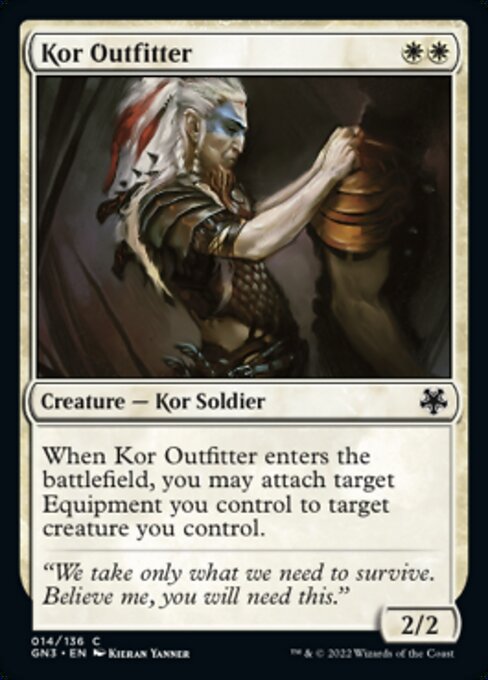 Kor Outfitter
Creature — Kor Soldier
When Kor Outfitter enters the
battlefield, you may attach target
Equipment you control to target
creature you control.
“We take only what we need to survive.
Believe me, you will need this.”
2/2
014/136 C
GN3 • EN Kieran Yanner
™ & © 2022 Wizards of the Coast